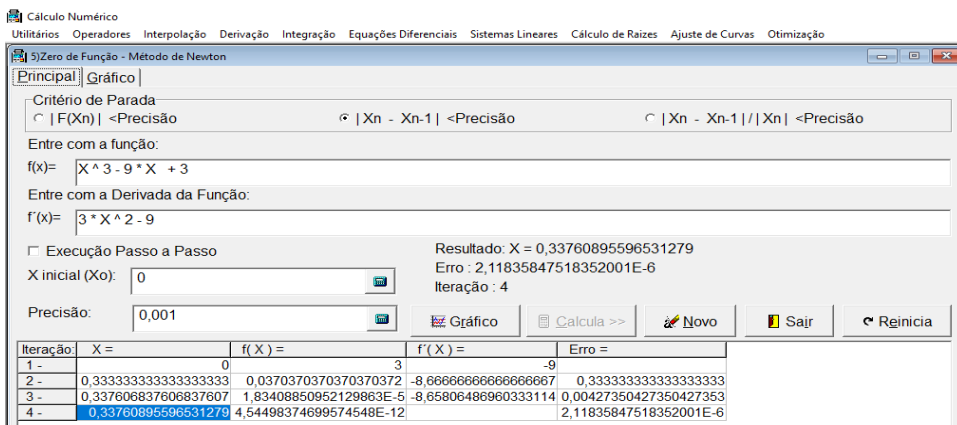 Cálculo Numérico
Utilitários Operadores Interpolação Derivação Integração Equações Diferenciais Sistemas Lineares Cálculo de Raizes Ajuste de Curvas Otimização
5)Zero de Função - Método de Newton
Principal Gráfico
Critério de Parada
| F(Xn) | <Precisão | Xn - Xn-1 | <Precisão | Xn - Xn-1 | / | Xn | <Precisão
Entre com a função:
f(x)= X ^ 3 - 9 * X + 3
Entre com a Derivada da Função:
f´(x)= 3 * X ^ 2 - 9
Execução Passo a Passo
Resultado: X = 0,33760895596531279
Erro : 2,11835847518352001E-6
X inicial (Xo): 0
Iteração : 4
Precisão: 0,001
Gráfico Calcula >> Novo Sair Reinicia
Iteração: X = f( X ) = f´( X ) = Erro =
1 - 0 3 -9
2 - 0,333333333333333333 0,0370370370370370372 -8,66666666666666667 0,333333333333333333
3 - 0,337606837606837607 1,83408850952129863E-5 -8,65806486960333114 0,00427350427350427353
4 - 0,33760895596531279 4,54498374699574548E-12 2,11835847518352001E-6